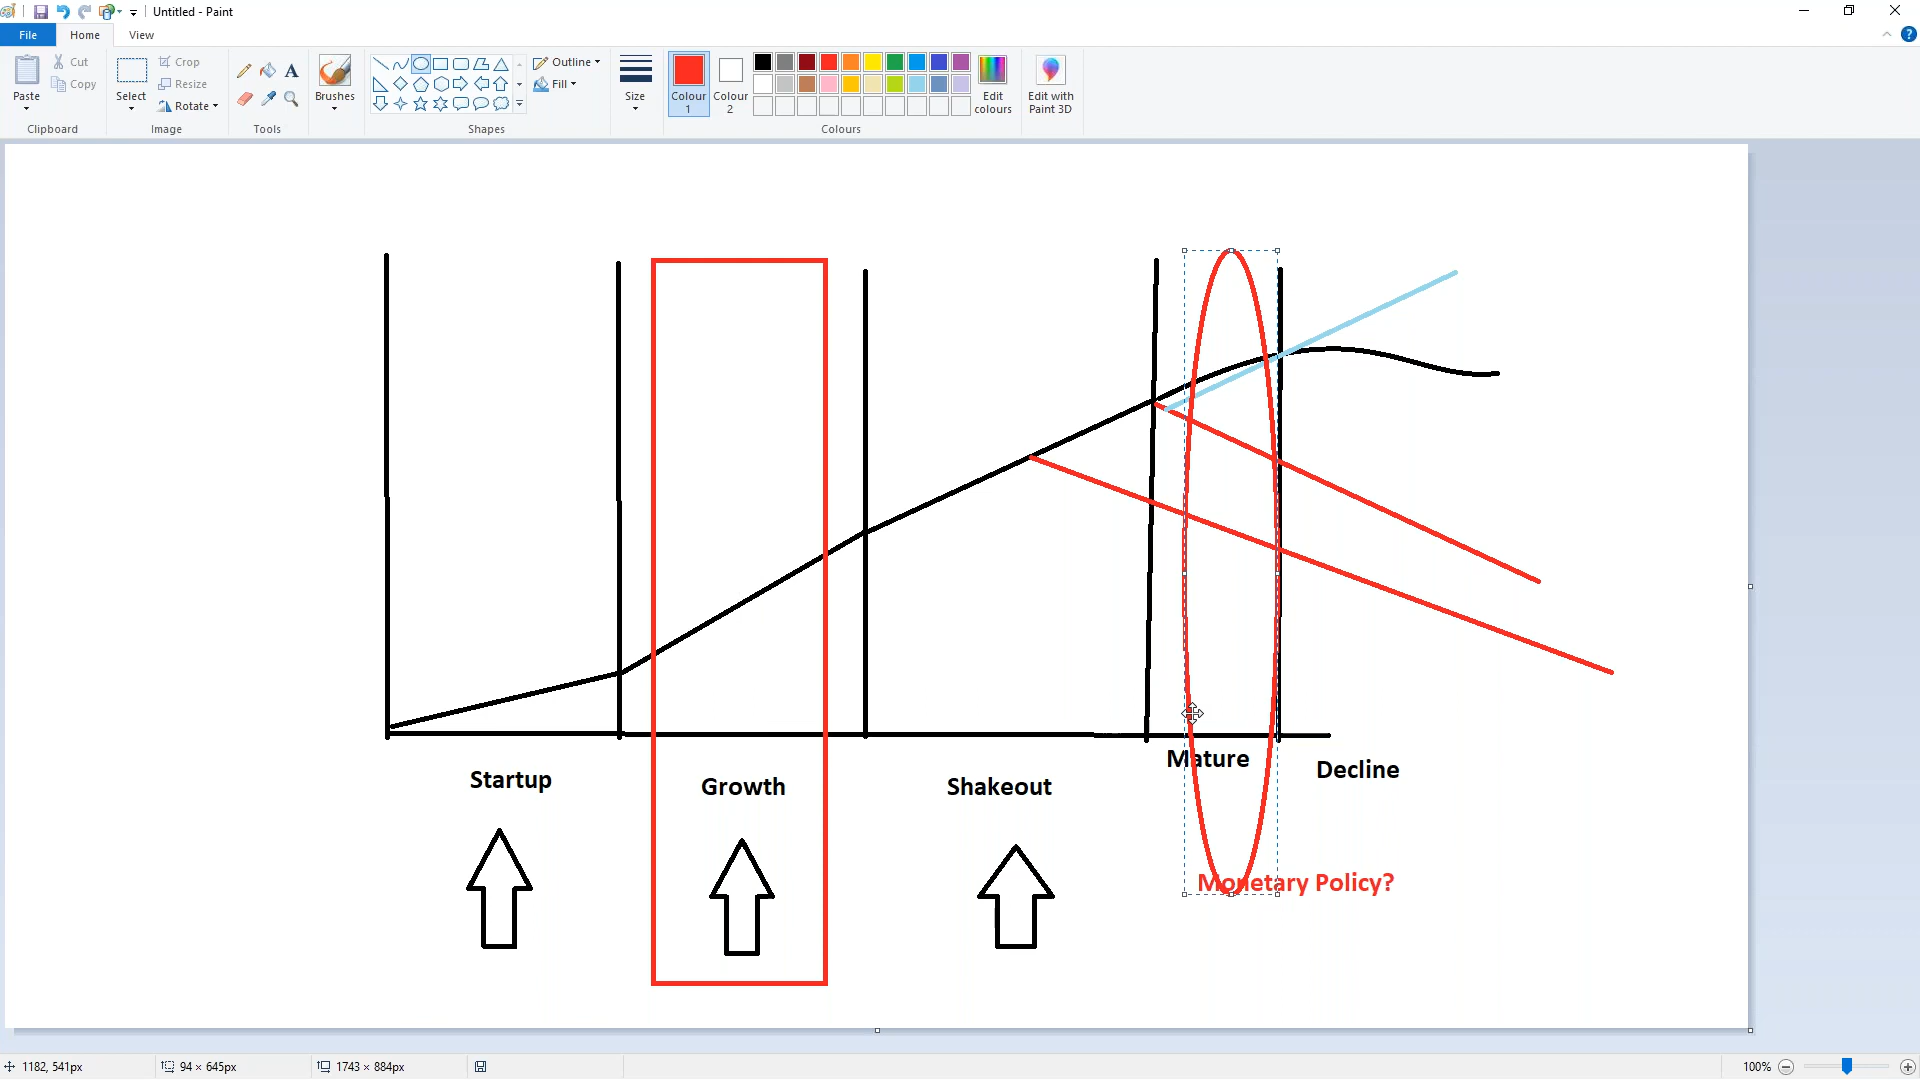 Untitled - Paint
File Home View
Paste
Cut
Copy
Clipboard
Select
Crop
Resize
Rotate
Image
A
Tools
Brushes
Shapes
Outline
Fill
Size
Colour 1
Colour 2
Edit colours
Colours
Edit with Paint 3D
?
Startup
Growth
Shakeout
Mature
Decline
Monetary Policy?
1182, 541px
94 × 645px
1743 × 884px
100%